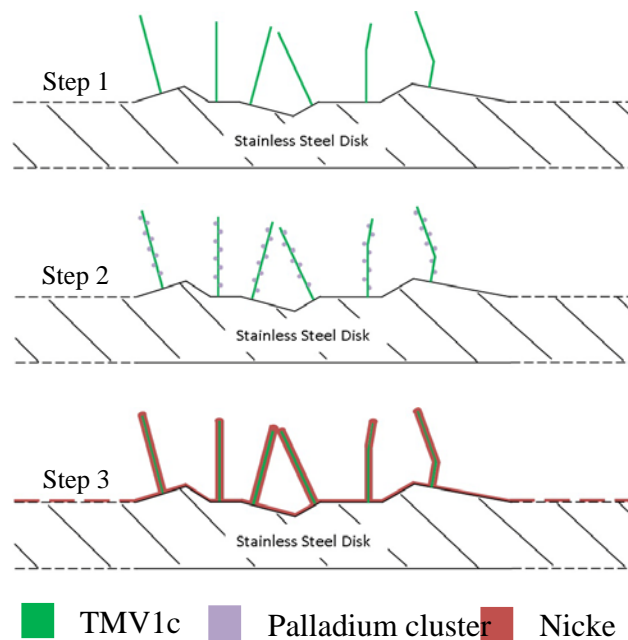 Step 1
Stainless Steel Disk
Step 2
Stainless Steel Disk
Step 3
Stainless Steel Disk
TMV1c Palladium cluster Nicke